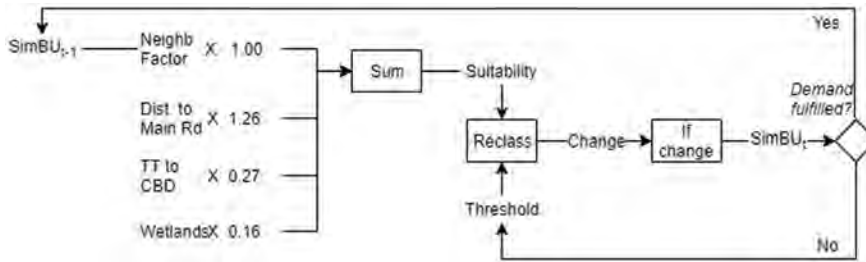 Yes
SimBUt-1
Neighb
Factor
X 1.00
Sum
Suitability
Demand
fulfilled?
Dist. to
Main Rd
X 1.26
Reclass
Change
If
change
SimBUt
TT to
CBD
X 0.27
Threshold
Wetlands
X 0.16
No